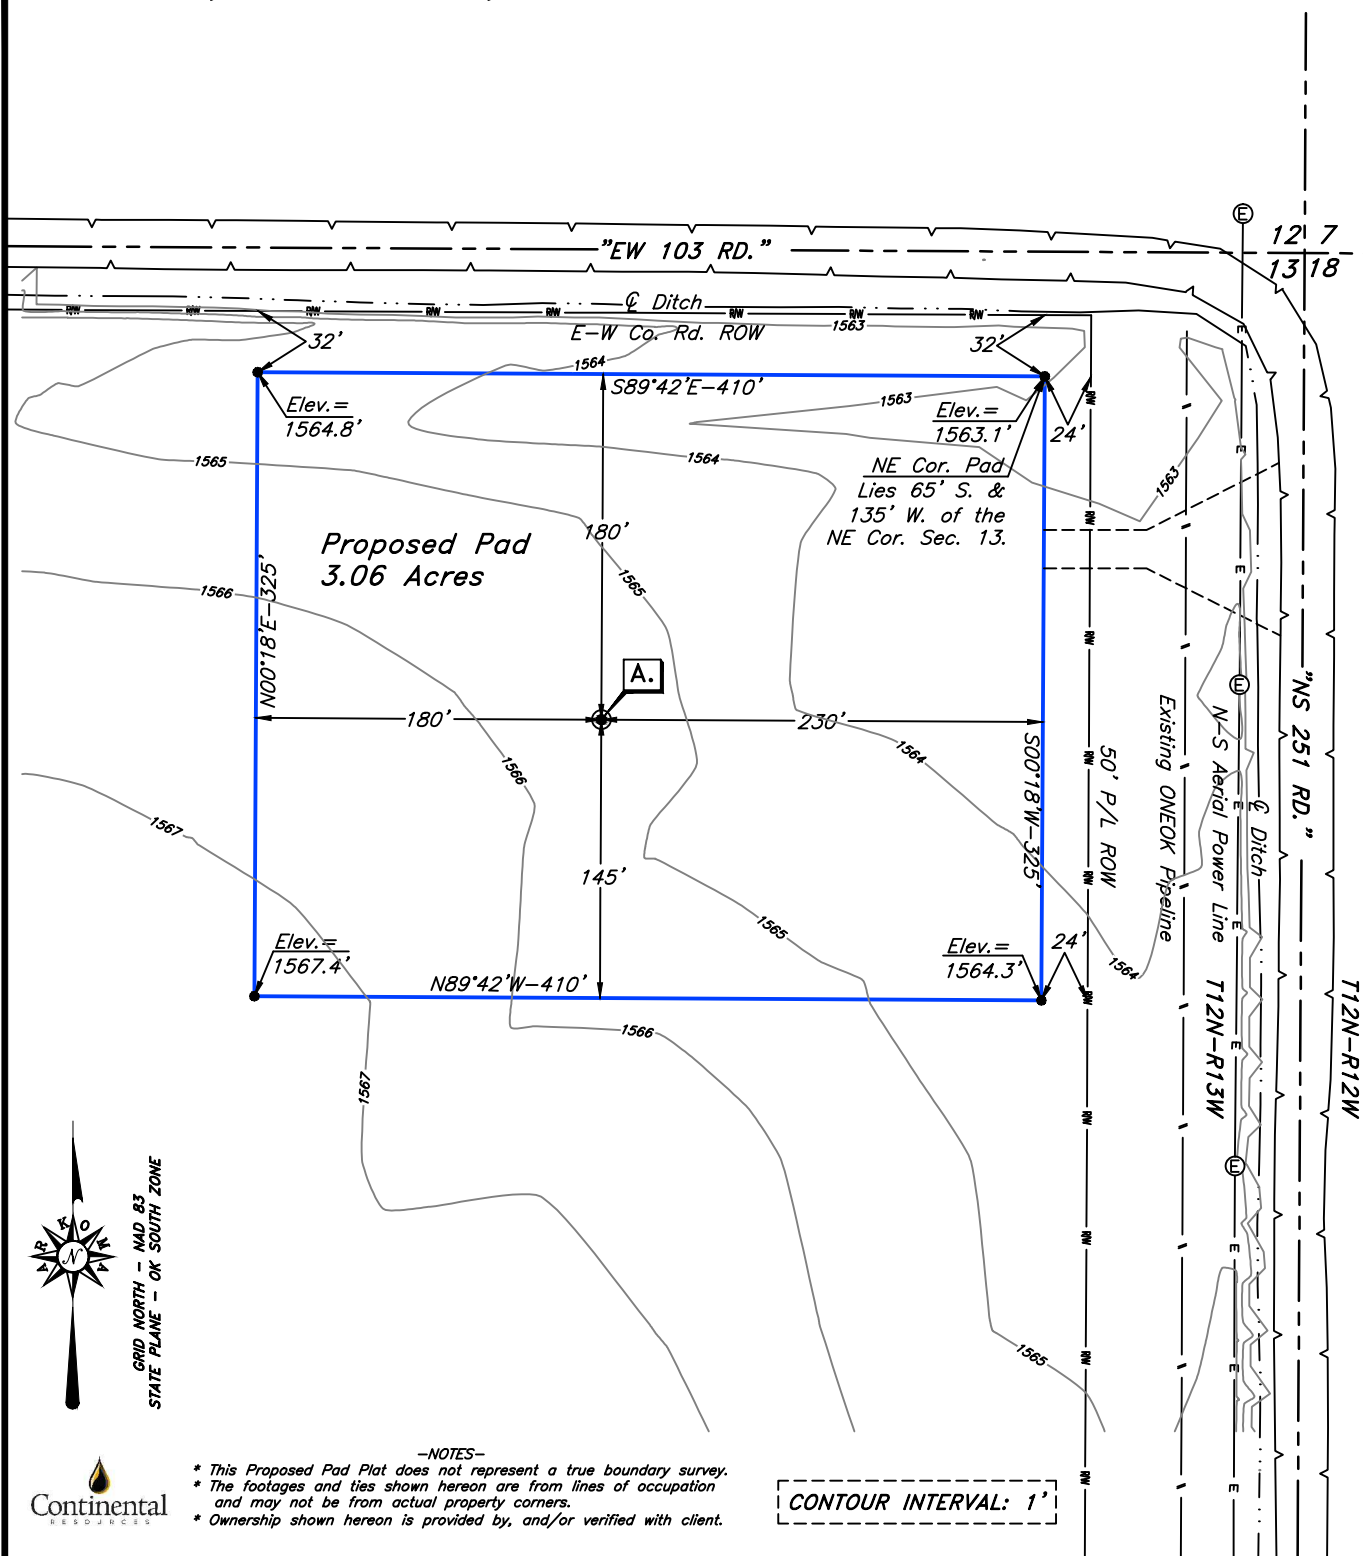 "EW 103 RD."
12 7
13 18
E
℄ Ditch
R/W R/W R/W R/W R/W R/W R/W R/W
E-W Co. Rd. ROW
1563
32'
32'
1564
S89°42'E-410'
Elev.=
1564.8'
1563
Elev.=
1563.1'
24'
1565
1564
1563
NE Cor. Pad
Lies 65' S. &
135' W. of the
NE Cor. Sec. 13.
180'
Proposed Pad
3.06 Acres
N00°18'E-325'
1566
1565
A.
180'
230'
1566
1564
S00°18'W-325'
50' P/L ROW
Existing ONEOK Pipeline
N-S Aerial Power Line
℄ Ditch
"NS 251 RD."
1567
145'
1565
Elev.=
1567.4'
N89°42'W-410'
Elev.=
1564.3'
24'
1564
T12N-R13W
T12N-R12W
1566
1567
1565
R/W R/W R/W R/W R/W R/W R/W R/W R/W R/W
E E E E E E E E E E
E
E
A R K O M A
N
GRID NORTH - NAD 83
STATE PLANE - OK SOUTH ZONE
Continental
RESOURCES
-NOTES-
* This Proposed Pad Plat does not represent a true boundary survey.
* The footages and ties shown hereon are from lines of occupation
and may not be from actual property corners.
* Ownership shown hereon is provided by, and/or verified with client.
CONTOUR INTERVAL: 1'